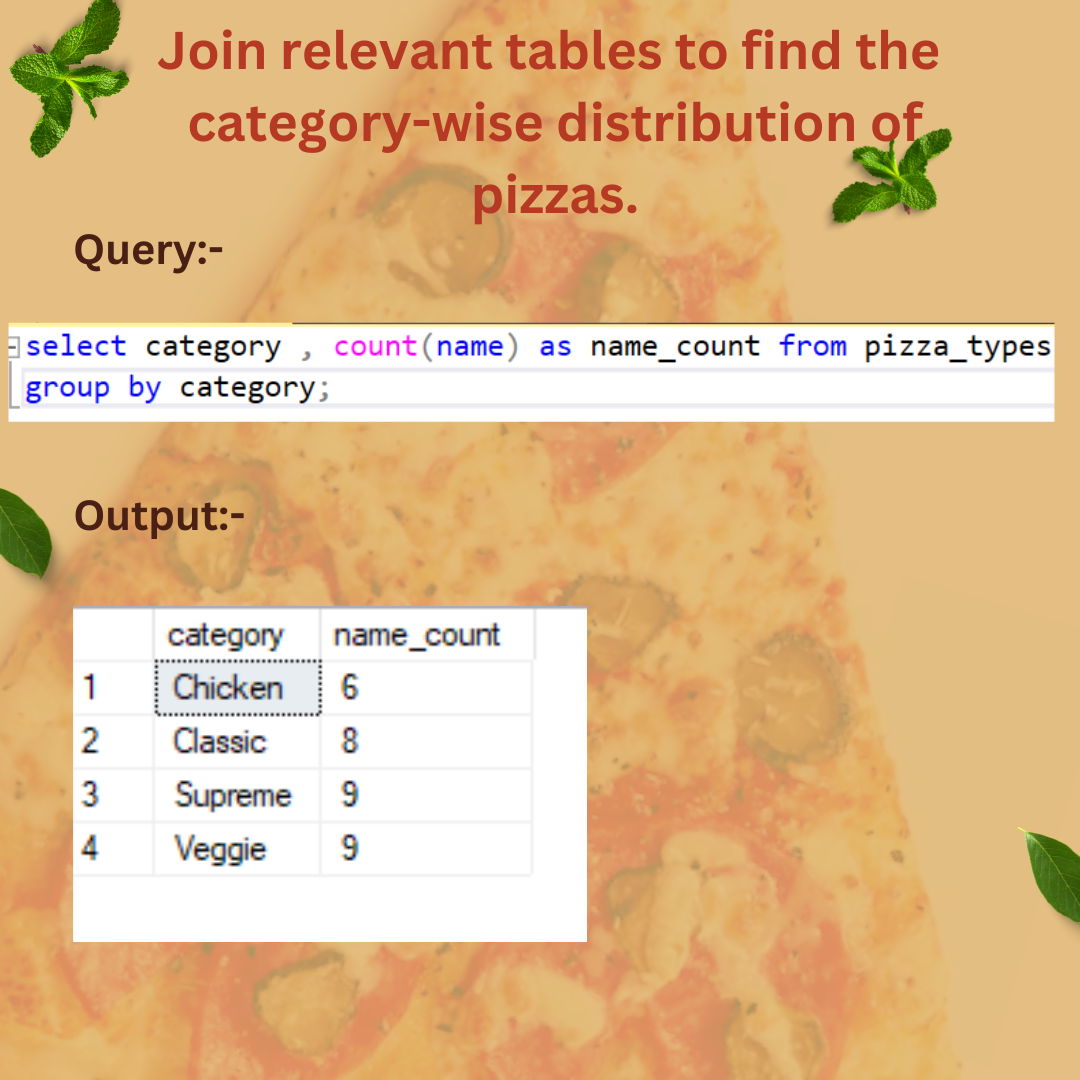 Join relevant tables to find the
category-wise distribution of
pizzas.
Query:-
select category , count(name) as name_count from pizza_types
group by category;
Output:-
category name_count
1 Chicken 6
2 Classic 8
3 Supreme 9
4 Veggie 9